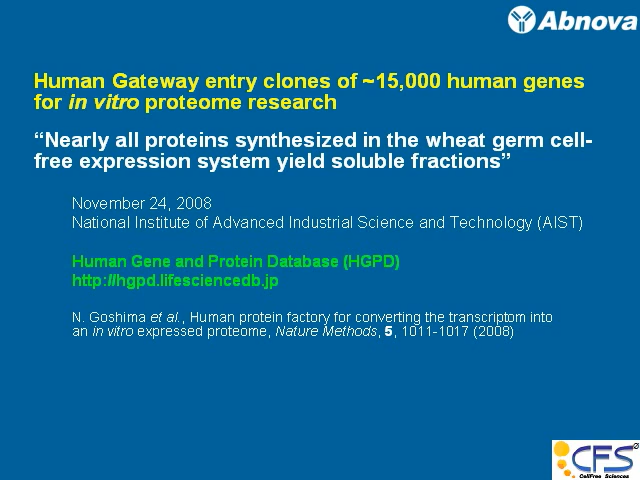 Abnova
Human Gateway entry clones of ~15,000 human genes
for in vitro proteome research
“Nearly all proteins synthesized in the wheat germ cell-
free expression system yield soluble fractions”
November 24, 2008
National Institute of Advanced Industrial Science and Technology (AIST)
Human Gene and Protein Database (HGPD)
http://hgpd.lifesciencedb.jp
N. Goshima et al., Human protein factory for converting the transcriptom into
an in vitro expressed proteome, Nature Methods, 5, 1011-1017 (2008)
CFS
CellFree Sciences